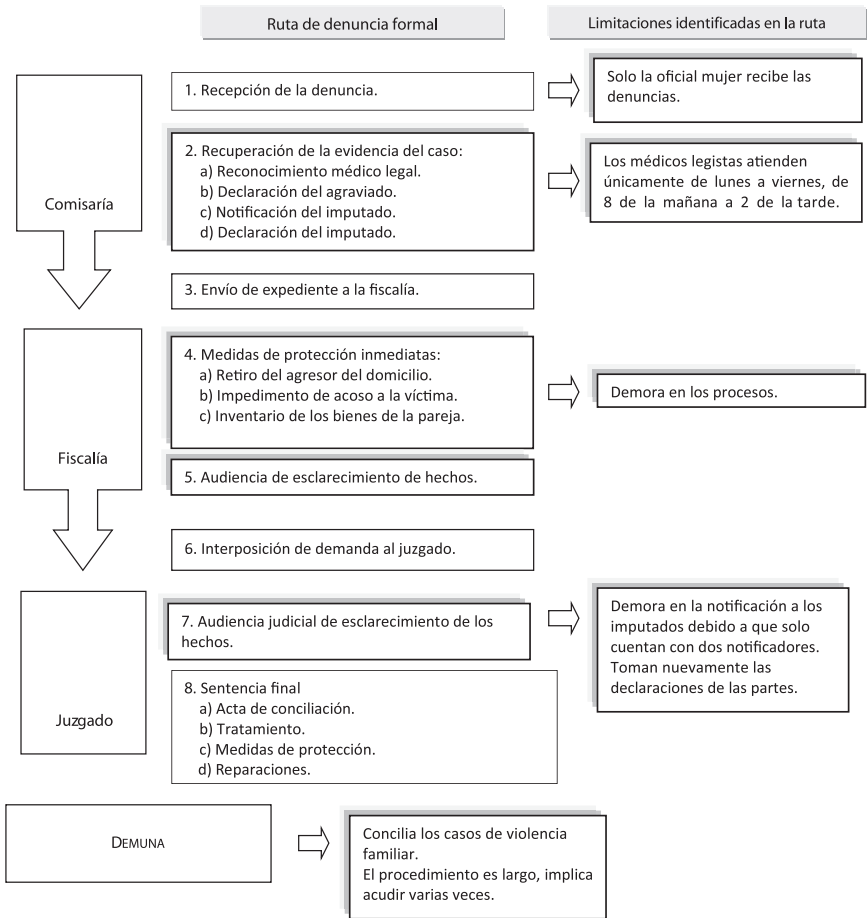 Ruta de denuncia formal
Limitaciones identificadas en la ruta
Comisaría
1. Recepción de la denuncia.
Solo la oficial mujer recibe las
denuncias.
2. Recuperación de la evidencia del caso:
a) Reconocimiento médico legal.
b) Declaración del agraviado.
c) Notificación del imputado.
d) Declaración del imputado.
Los médicos legistas atienden
únicamente de lunes a viernes, de
8 de la mañana a 2 de la tarde.
3. Envío de expediente a la fiscalía.
Fiscalía
4. Medidas de protección inmediatas:
a) Retiro del agresor del domicilio.
b) Impedimento de acoso a la víctima.
c) Inventario de los bienes de la pareja.
Demora en los procesos.
5. Audiencia de esclarecimiento de hechos.
6. Interposición de demanda al juzgado.
Juzgado
7. Audiencia judicial de esclarecimiento de los
hechos.
Demora en la notificación a los
imputados debido a que solo
cuentan con dos notificadores.
Toman nuevamente las
declaraciones de las partes.
8. Sentencia final
a) Acta de conciliación.
b) Tratamiento.
c) Medidas de protección.
d) Reparaciones.
DEMUNA
Concilia los casos de violencia
familiar.
El procedimiento es largo, implica
acudir varias veces.